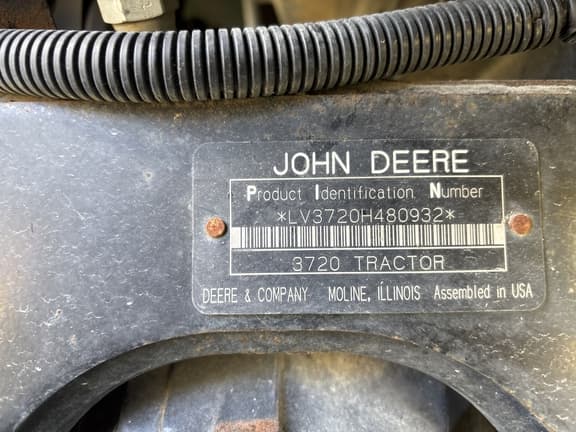 JOHN DEERE
Product Identification Number
*LV3720H480932*
3720 TRACTOR
DEERE & COMPANY MOLINE, ILLINOIS Assembled in USA